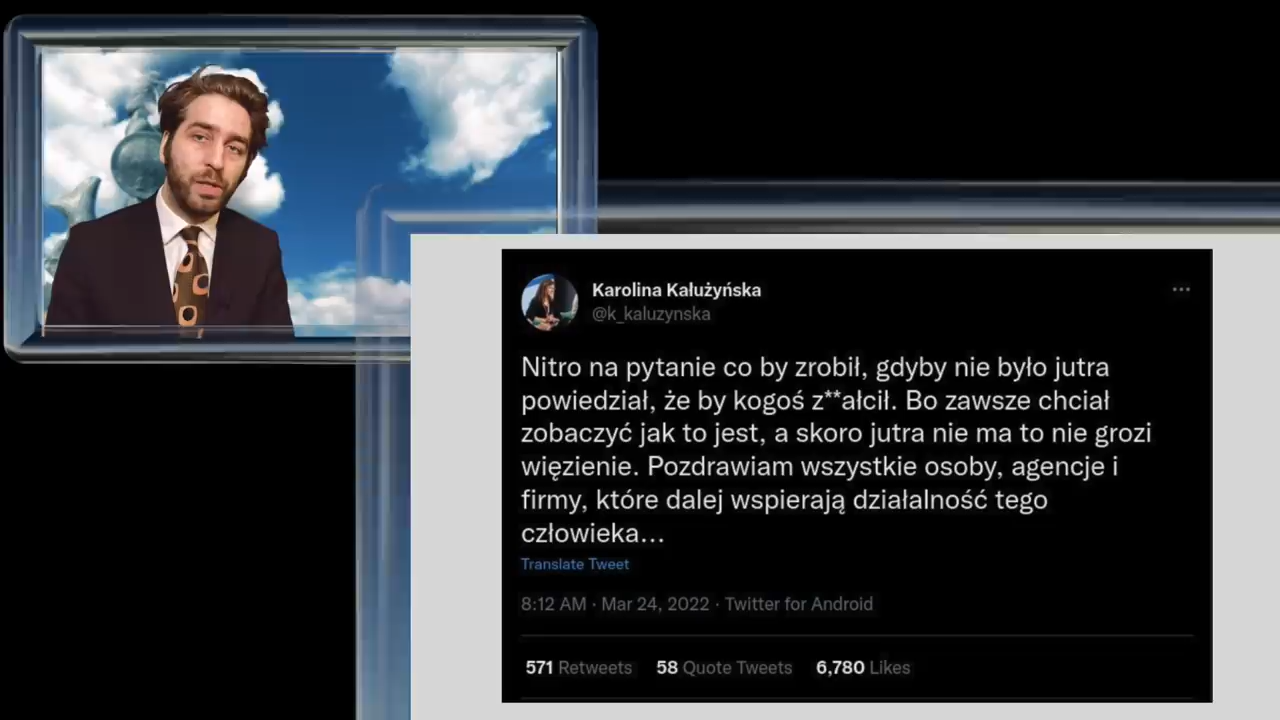 Karolina Kałużyńska
@k_kaluzynska
Nitro na pytanie co by zrobił, gdyby nie było jutra
powiedział, że by kogoś z**ałcił. Bo zawsze chciał
zobaczyć jak to jest, a skoro jutra nie ma to nie grozi
więzienie. Pozdrawiam wszystkie osoby, agencje i
firmy, które dalej wspierają działalność tego
człowieka...
Translate Tweet
8:12 AM · Mar 24, 2022 · Twitter for Android
571 Retweets 58 Quote Tweets 6,780 Likes